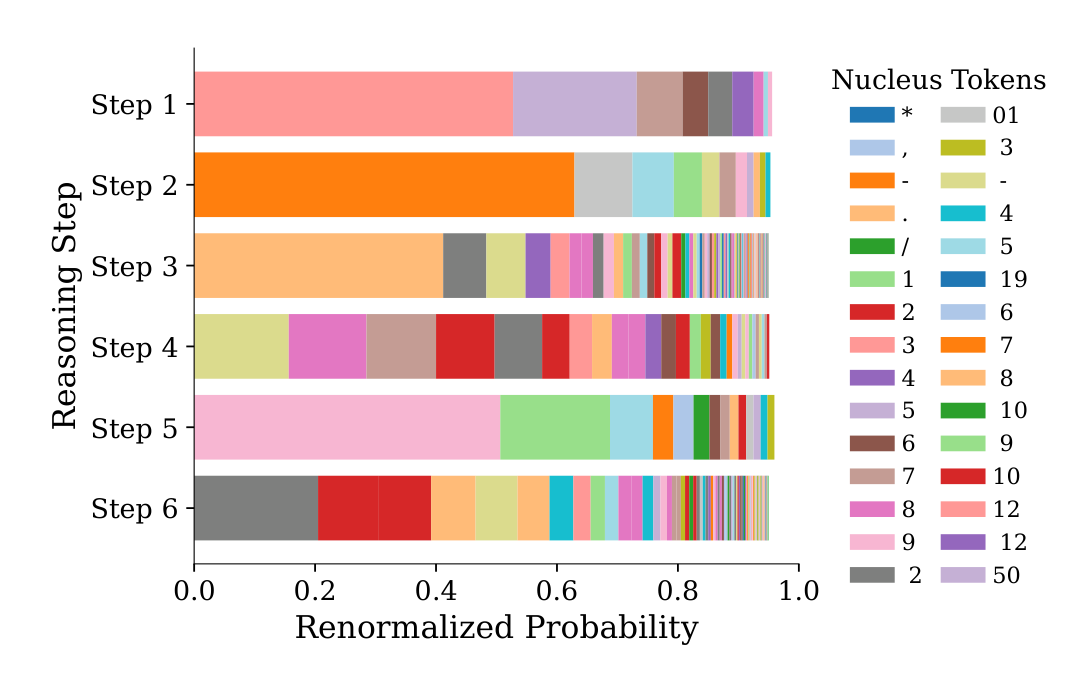 Nucleus Tokens
* 01
, 3
- -
. 4
/ 5
1 19
2 6
3 7
4 8
5 10
6 9
7 10
8 12
9 12
2 50
Reasoning Step
Step 1
Step 2
Step 3
Step 4
Step 5
Step 6
0.0 0.2 0.4 0.6 0.8 1.0
Renormalized Probability